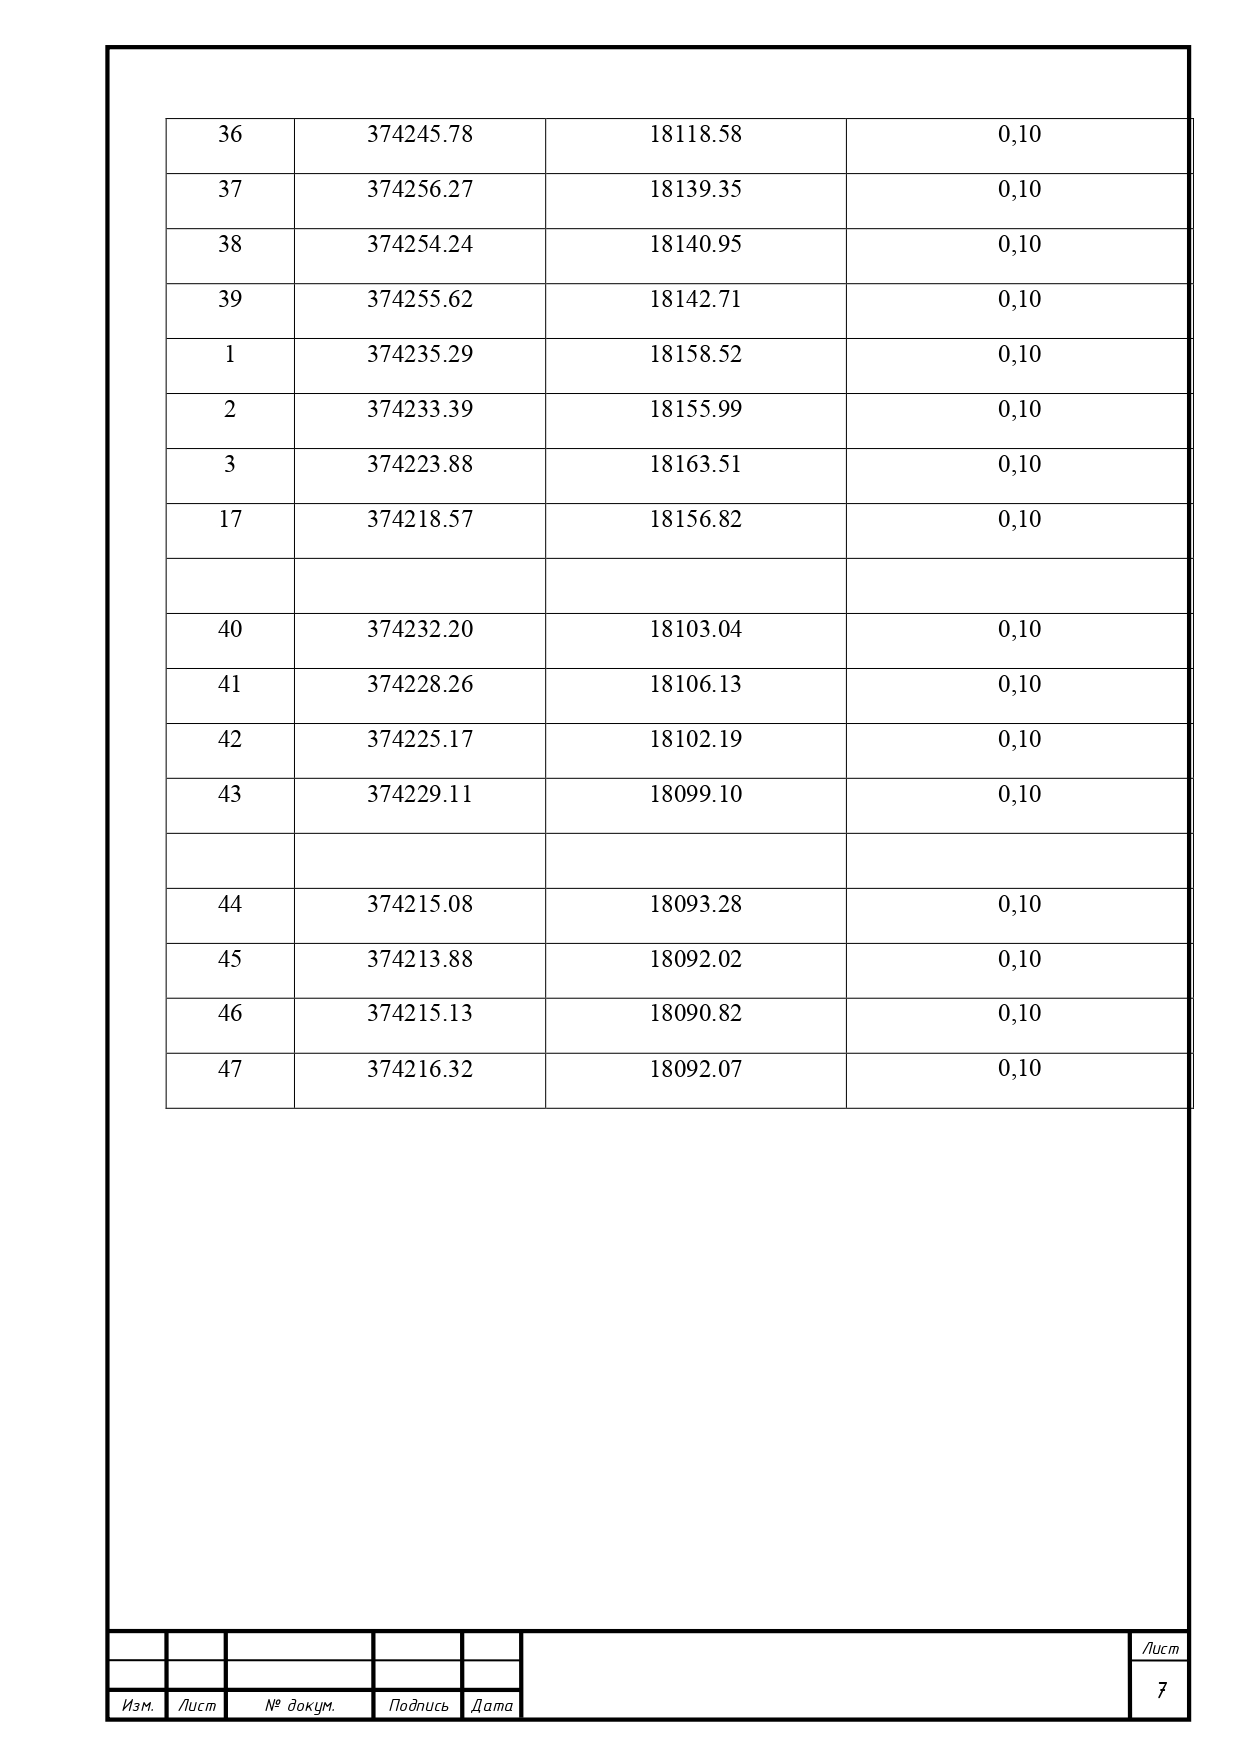 36 374245.78 18118.58 0,10
37 374256.27 18139.35 0,10
38 374254.24 18140.95 0,10
39 374255.62 18142.71 0,10
1 374235.29 18158.52 0,10
2 374233.39 18155.99 0,10
3 374223.88 18163.51 0,10
17 374218.57 18156.82 0,10
40 374232.20 18103.04 0,10
41 374228.26 18106.13 0,10
42 374225.17 18102.19 0,10
43 374229.11 18099.10 0,10
44 374215.08 18093.28 0,10
45 374213.88 18092.02 0,10
46 374215.13 18090.82 0,10
47 374216.32 18092.07 0,10
Лист
7
Изм. Лист № докум. Подпись Дата